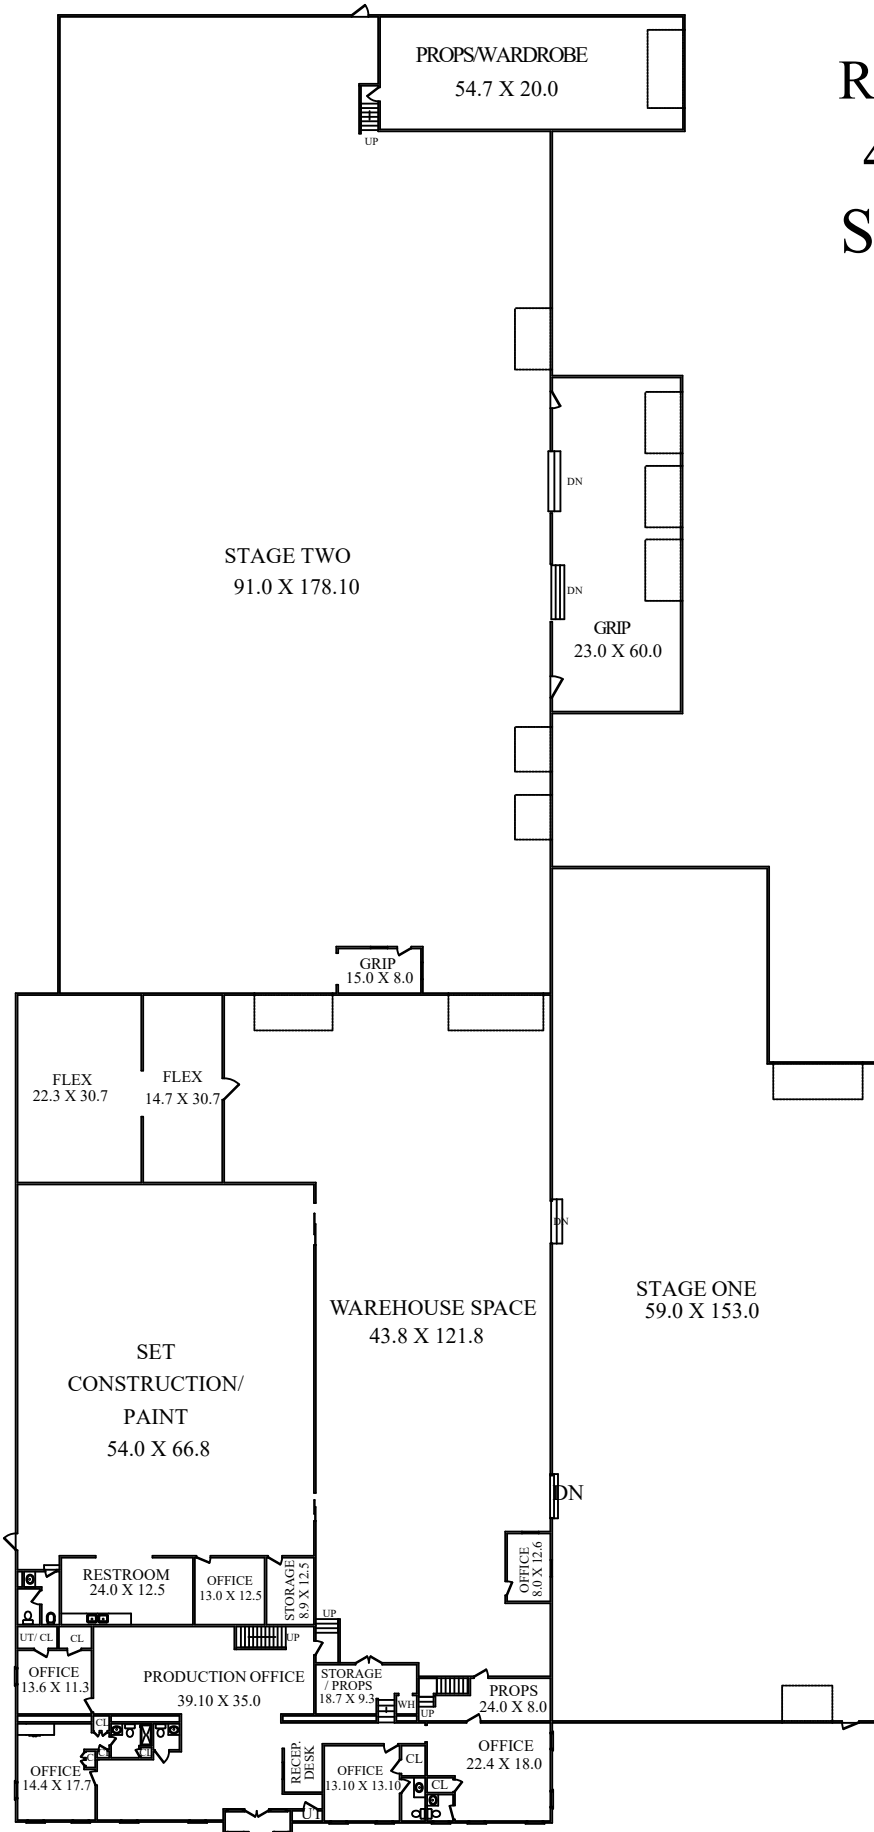 PROPS/WARDROBE
54.7 X 20.0
R
4
S
UP
STAGE TWO
91.0 X 178.10
DN
DN
GRIP
23.0 X 60.0
GRIP
15.0 X 8.0
FLEX
22.3 X 30.7
FLEX
14.7 X 30.7
DN
STAGE ONE
59.0 X 153.0
WAREHOUSE SPACE
43.8 X 121.8
SET
CONSTRUCTION/
PAINT
54.0 X 66.8
DN
OFFICE
8.0 X 12.6
RESTROOM
24.0 X 12.5
OFFICE
13.0 X 12.5
STORAGE
8.9 X 12.5
UP
UT/ CL
CL
UP
OFFICE
13.6 X 11.3
PRODUCTION OFFICE
39.10 X 35.0
STORAGE
/ PROPS
18.7 X 9.3
WH
UP
PROPS
24.0 X 8.0
CL
CL
CL
CL
OFFICE
14.4 X 17.7
RECEP.
DESK
OFFICE
13.10 X 13.10
CL
CL
OFFICE
22.4 X 18.0
UT